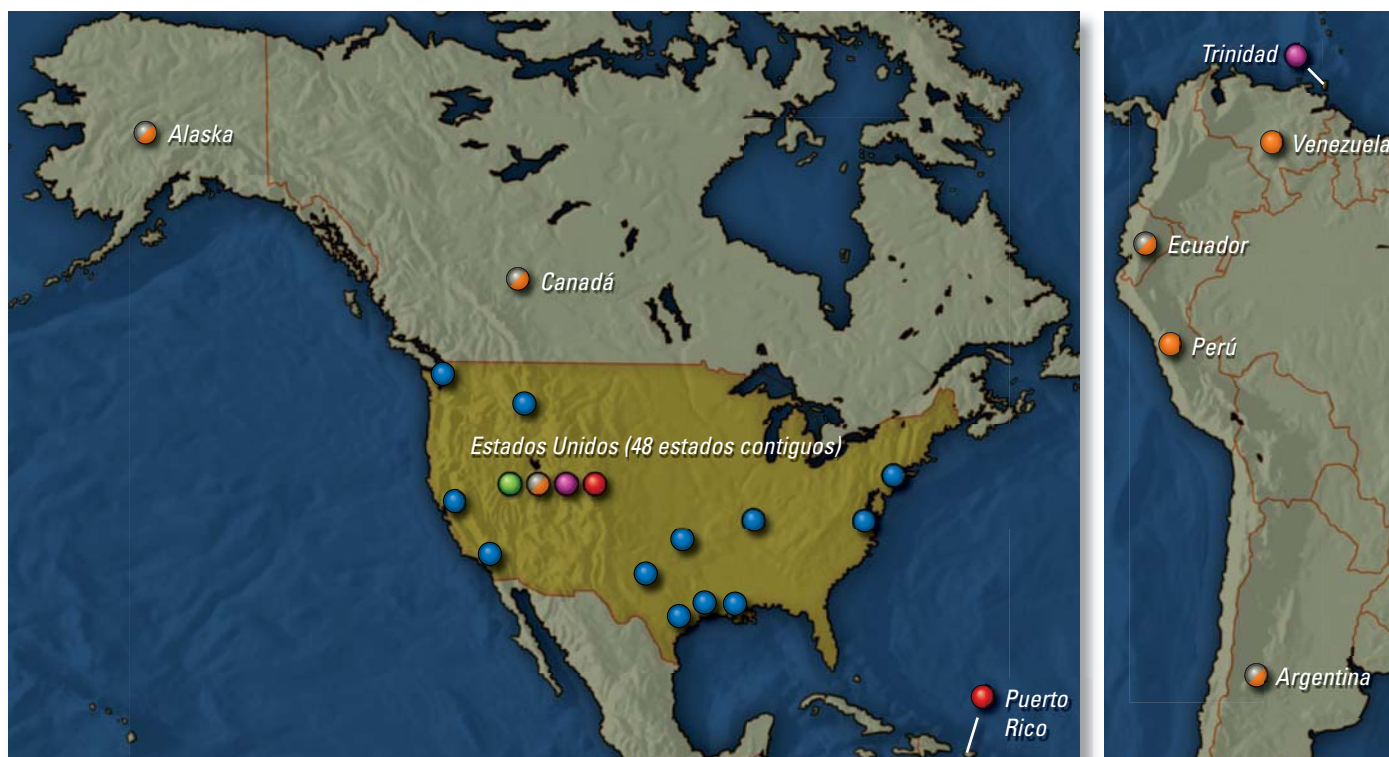 Alaska
Canadá
Estados Unidos (48 estados contiguos)
Puerto
Rico
Trinidad
Venezuela
Ecuador
Perú
Argentina